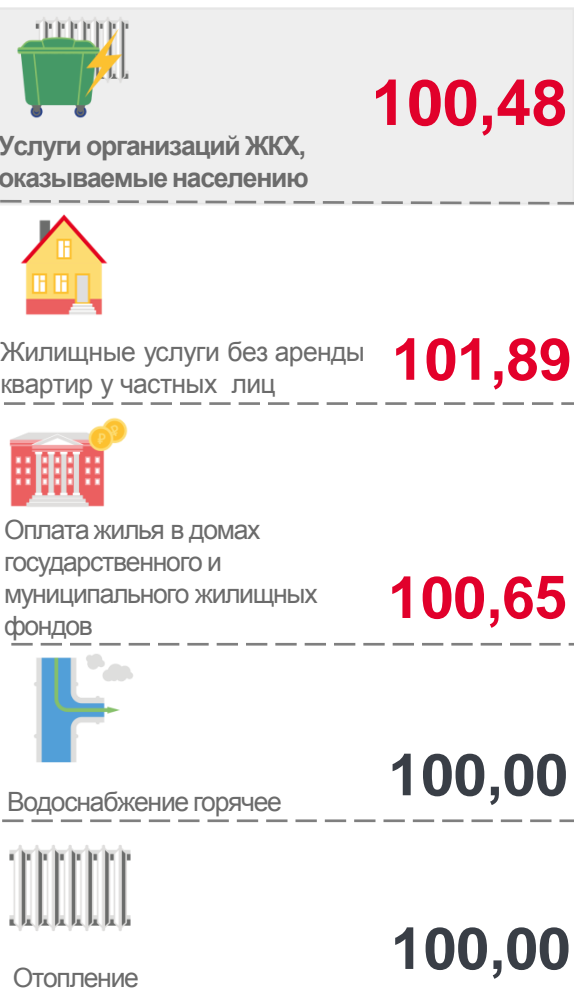 100,48
Услуги организаций ЖКХ,
оказываемые населению
Жилищные услуги без аренды
квартир у частных лиц
101,89
Оплата жилья в домах
государственного и
муниципального жилищных
фондов
100,65
Водоснабжение горячее
100,00
Отопление
100,00